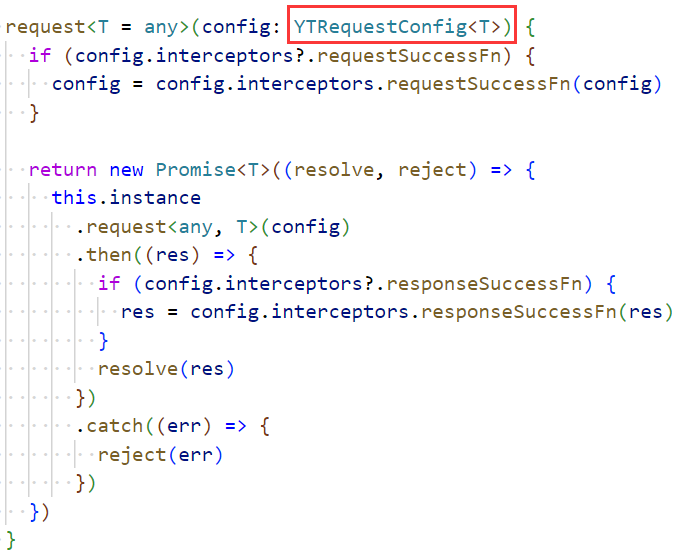 request<T = any>(config: YTRequestConfig<T>) {
if (config.interceptors?.requestSuccessFn) {
config = config.interceptors.requestSuccessFn(config)
}
return new Promise<T>((resolve, reject) => {
this.instance
.request<any, T>(config)
.then((res) => {
if (config.interceptors?.responseSuccessFn) {
res = config.interceptors.responseSuccessFn(res)
}
resolve(res)
})
.catch((err) => {
reject(err)
})
})
}